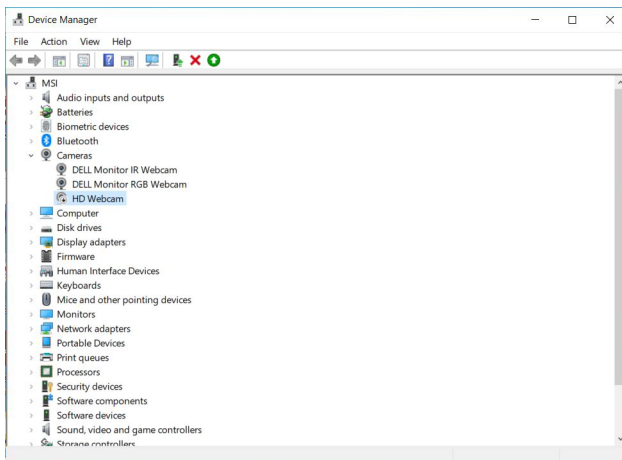 Device Manager
File Action View Help
MSI
Audio inputs and outputs
Batteries
Biometric devices
Bluetooth
Cameras
DELL Monitor IR Webcam
DELL Monitor RGB Webcam
HD Webcam
Computer
Disk drives
Display adapters
Firmware
Human Interface Devices
Keyboards
Mice and other pointing devices
Monitors
Network adapters
Portable Devices
Print queues
Processors
Security devices
Software components
Software devices
Sound, video and game controllers
Storage controllers